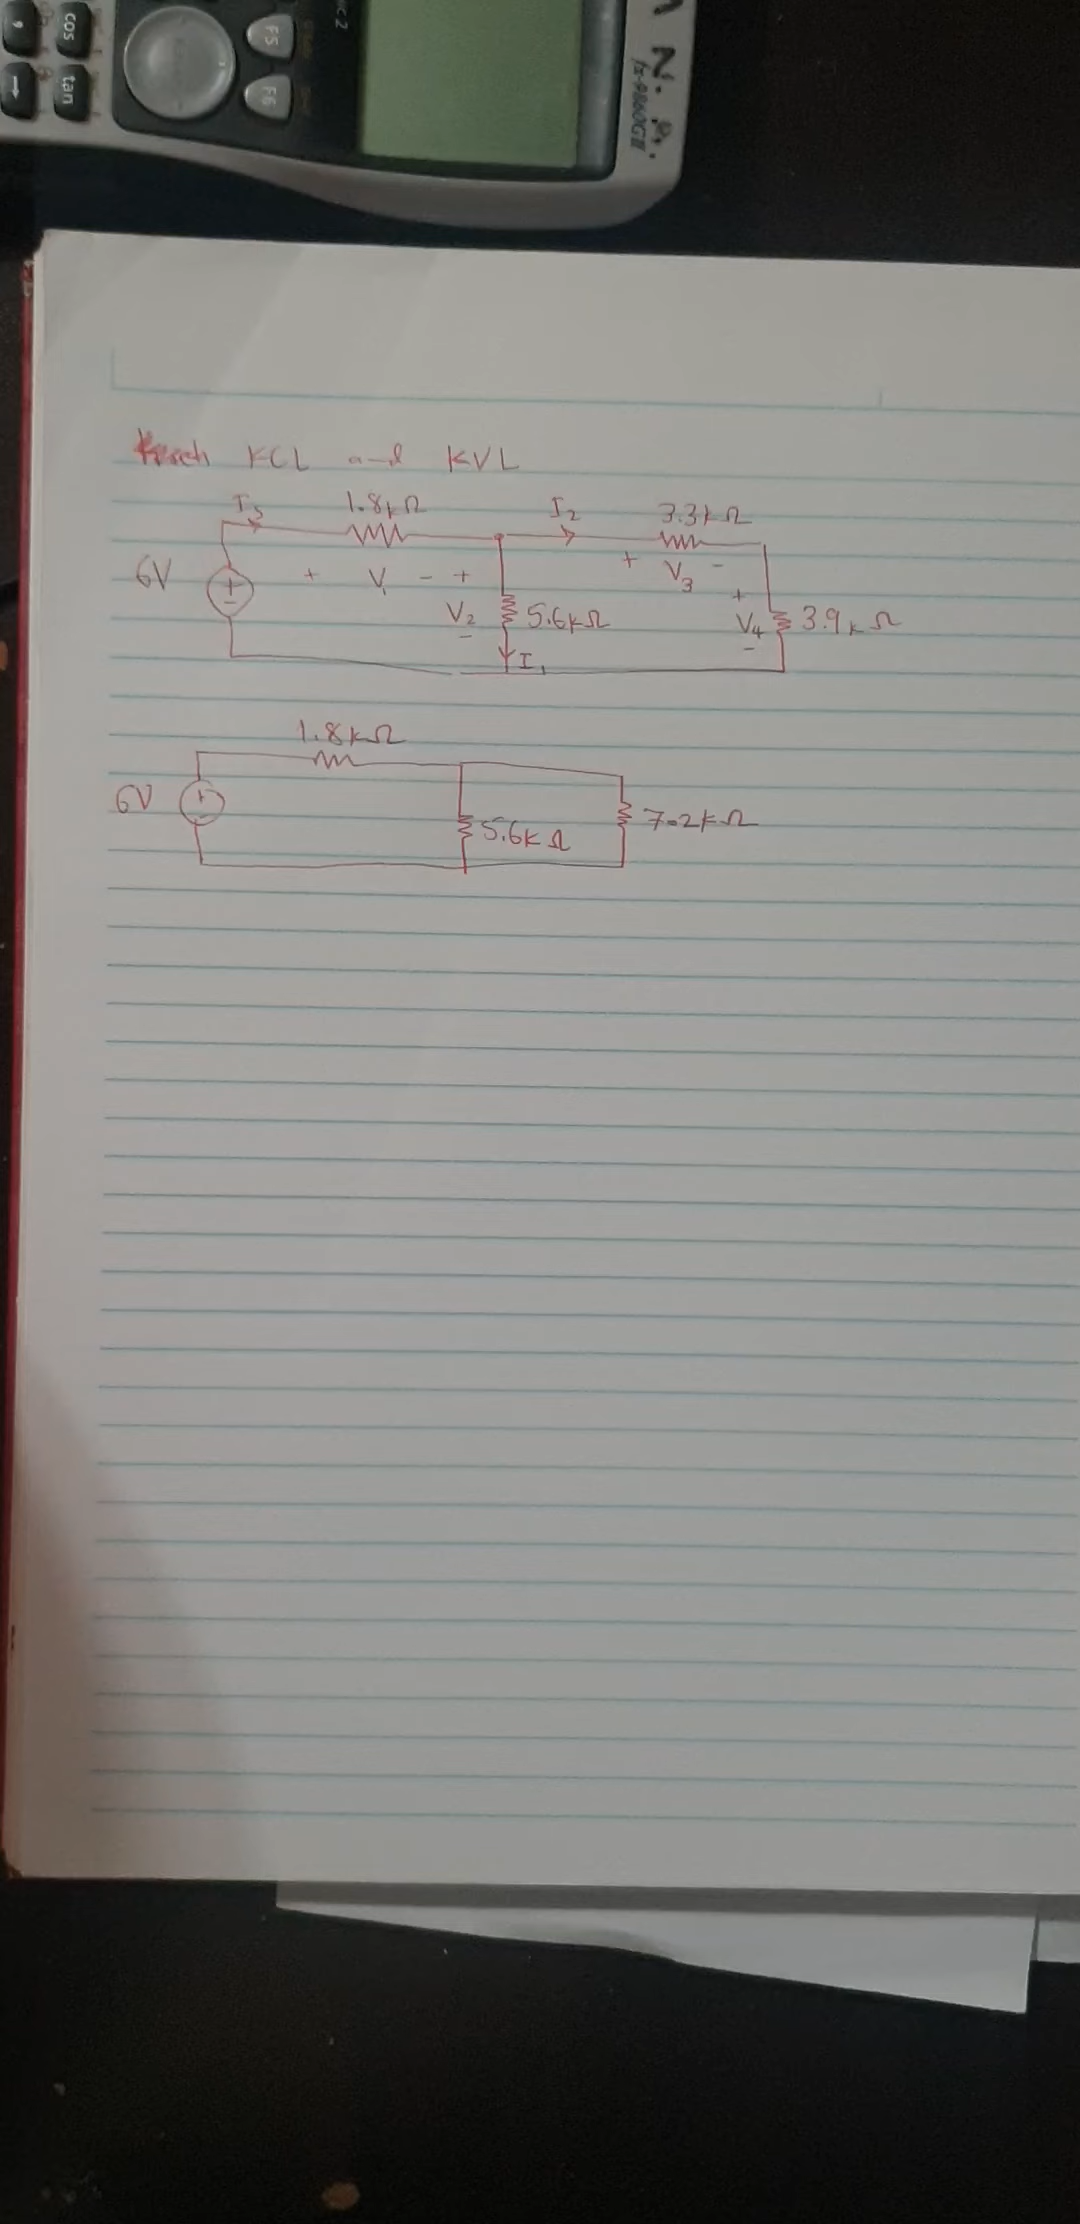 KCL and KVL
Is 1.8kΩ I2 3.3kΩ
6V + V1 - + + V3 - +
V2 5.6kΩ V4 3.9kΩ
- I1 -
1.8kΩ
6V 5.6kΩ 7.2kΩ
cos
tan
F5
F6
fx-9860GII
N. P.